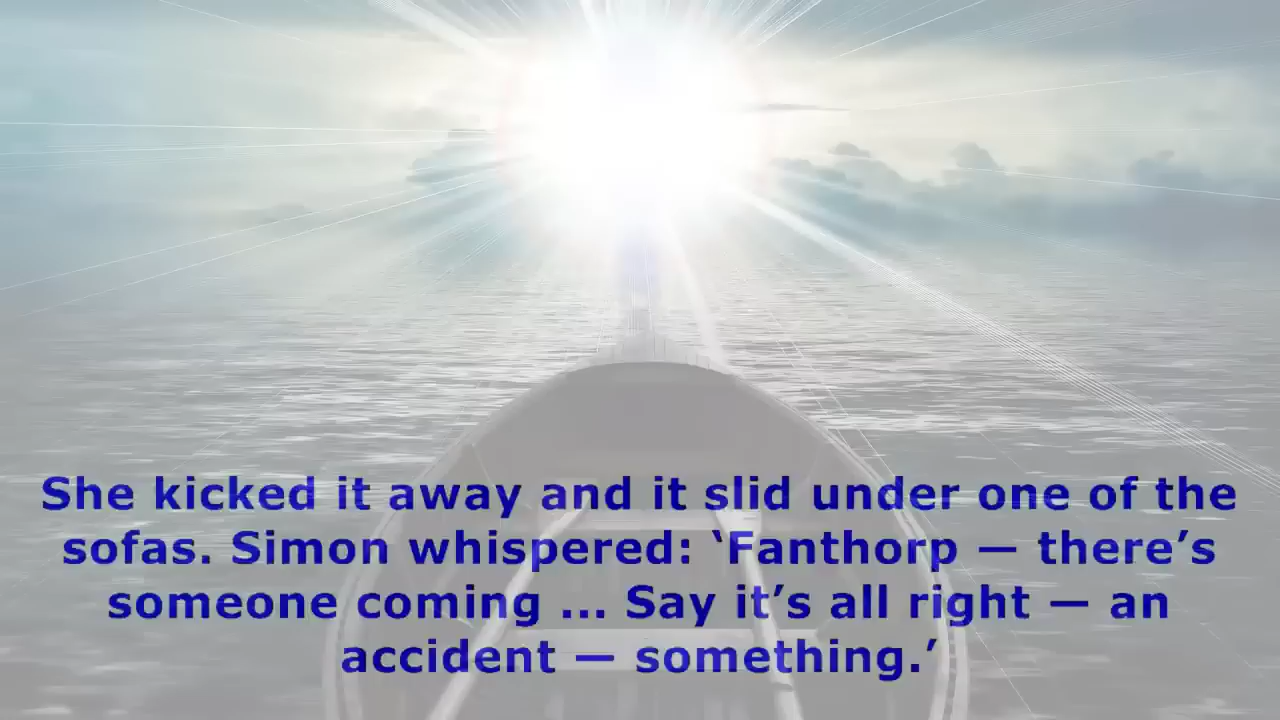 She kicked it away and it slid under one of the
sofas. Simon whispered: ‘Fanthorp — there’s
someone coming ... Say it’s all right — an
accident — something.’